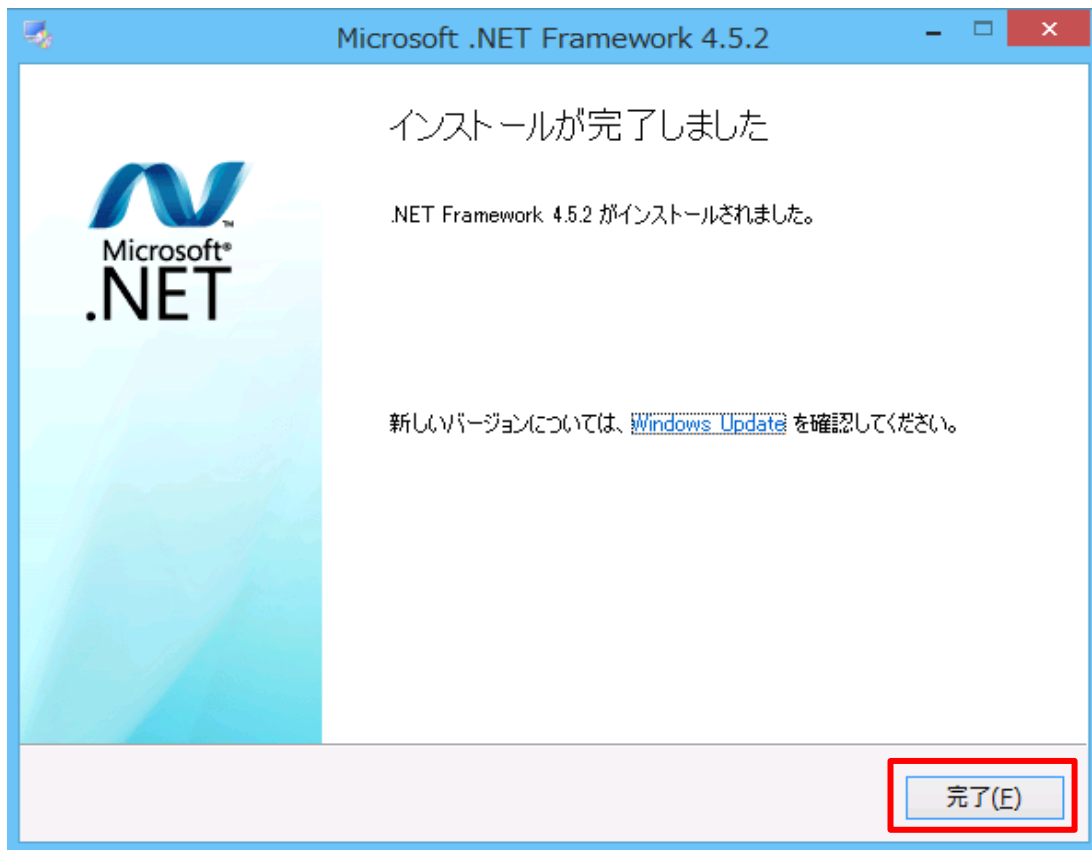 Microsoft .NET Framework 4.5.2
インストールが完了しました
.NET Framework 4.5.2 がインストールされました。
Microsoft®
.NET™
新しいバージョンについては、Windows Update を確認してください。
完了(F)